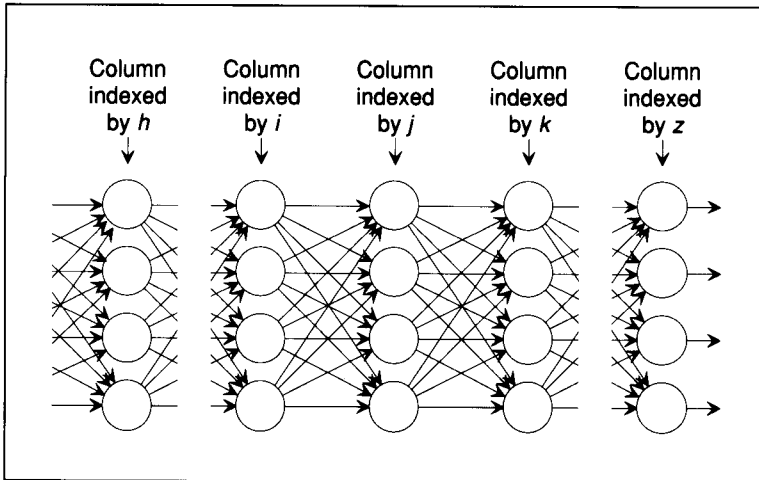 Column
indexed
by h
Column
indexed
by i
Column
indexed
by j
Column
indexed
by k
Column
indexed
by z